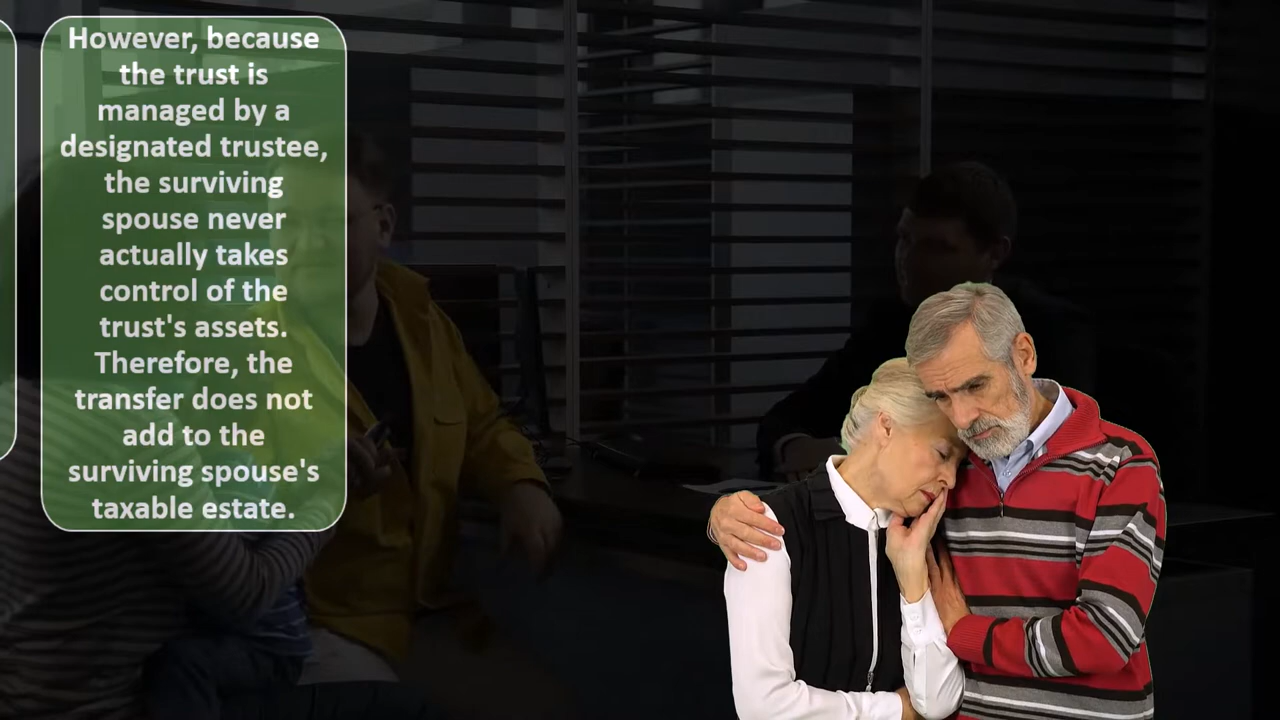 However, because
the trust is
managed by a
designated trustee,
the surviving
spouse never
actually takes
control of the
trust's assets.
Therefore, the
transfer does not
add to the
surviving spouse's
taxable estate.